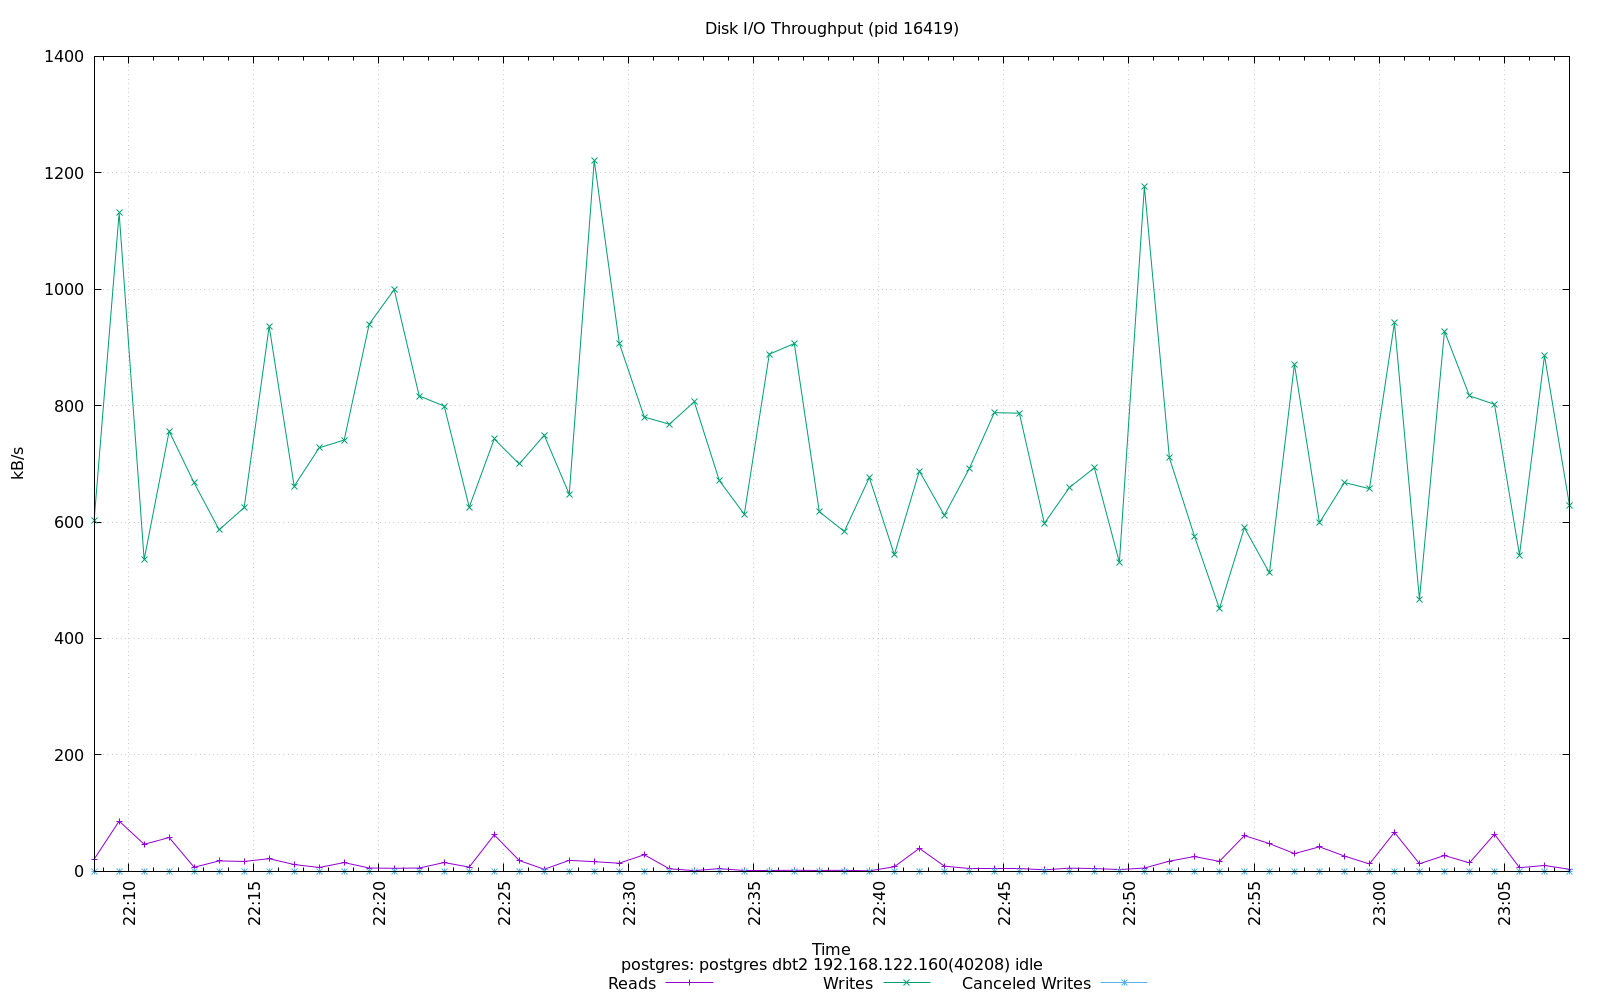 Disk I/O Throughput (pid 16419)
1400
1200
1000
800
600
400
200
0
kB/s
22:10 22:15 22:20 22:25 22:30 22:35 22:40 22:45 22:50 22:55 23:00 23:05
Time
postgres: postgres dbt2 192.168.122.160(40208) idle
Reads Writes Canceled Writes